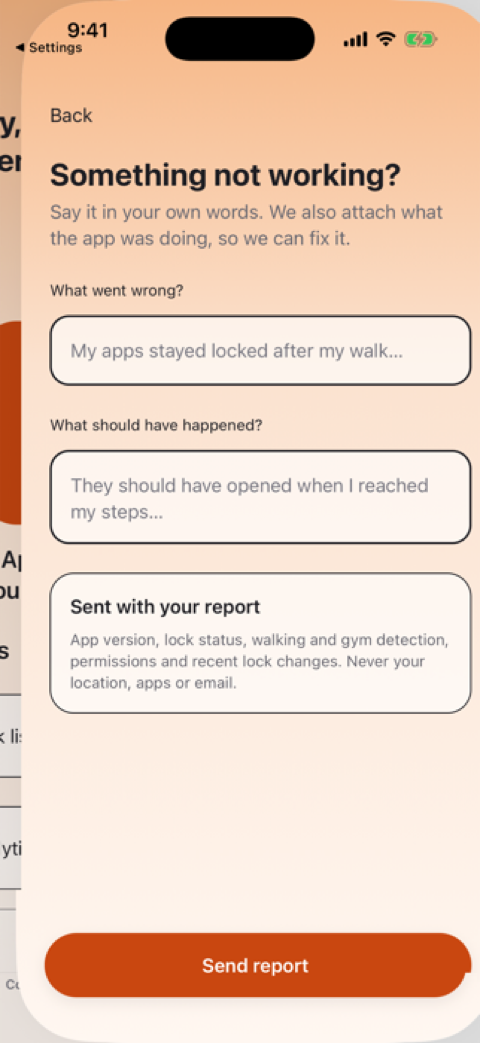 9:41
◀ Settings
Back
Something not working?
Say it in your own words. We also attach what
the app was doing, so we can fix it.
What went wrong?
My apps stayed locked after my walk...
What should have happened?
They should have opened when I reached
my steps...
Sent with your report
App version, lock status, walking and gym detection,
permissions and recent lock changes. Never your
location, apps or email.
Send report